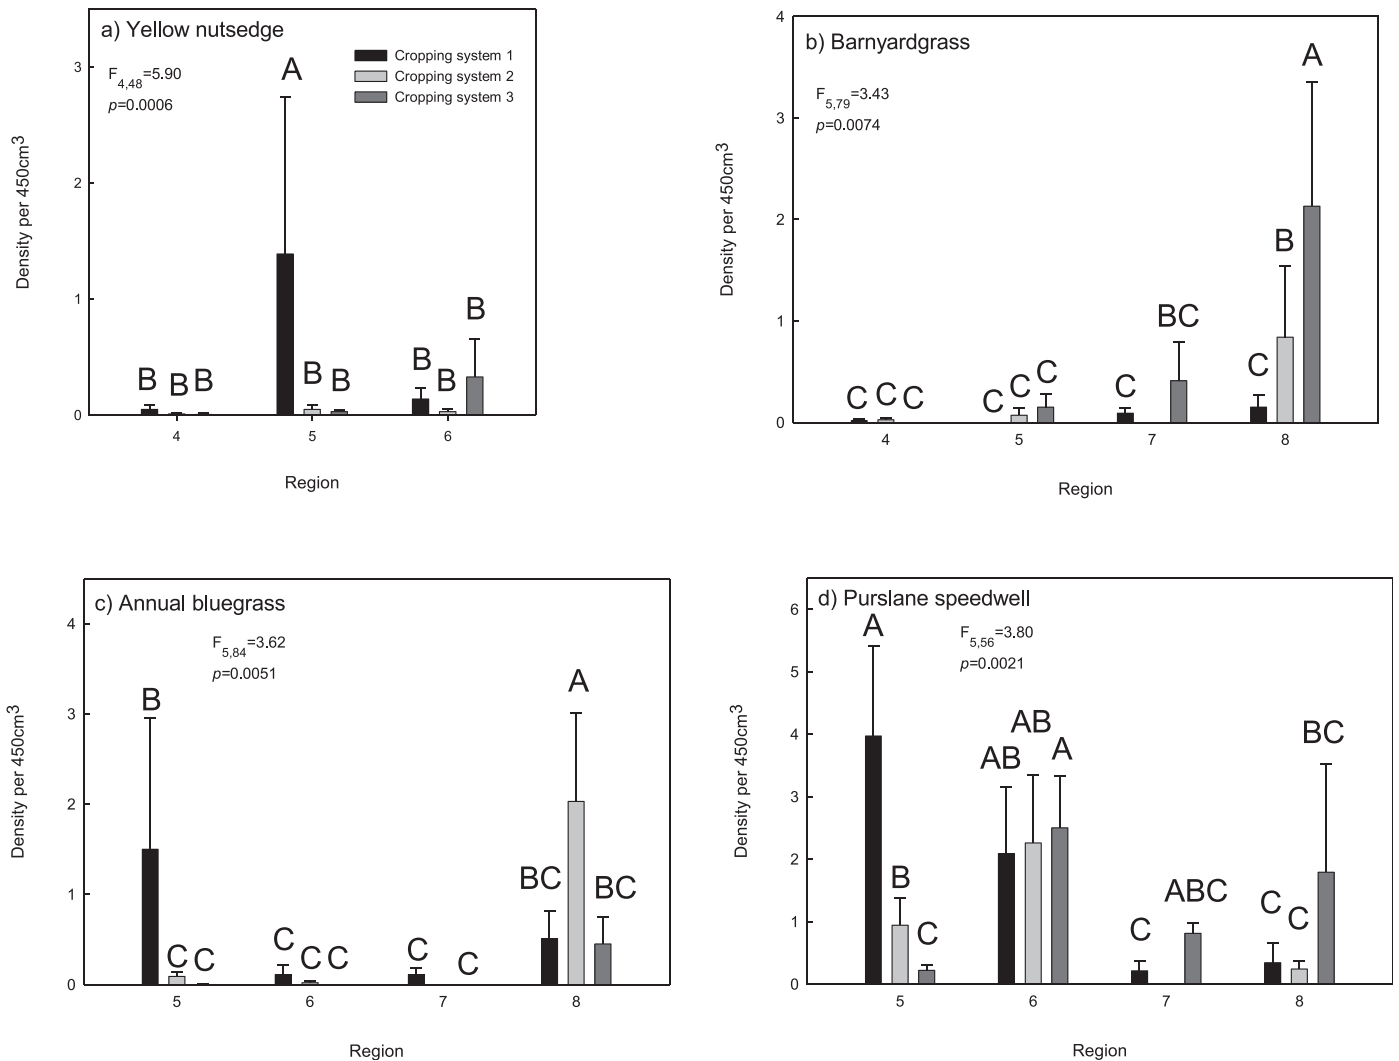 a) Yellow nutsedge
F4,48=5.90
p=0.0006
Cropping system 1
Cropping system 2
Cropping system 3
Density per 450cm³
3
2
1
0
B B B
A B B
B B B
4 5 6
Region
b) Barnyardgrass
F5,79=3.43
p=0.0074
Density per 450cm³
4
3
2
1
0
C C C
C C C
C BC
C B A
4 5 7 8
Region
c) Annual bluegrass
F5,84=3.62
p=0.0051
Density per 450cm³
4
3
2
1
0
B C C
C C C
C C
BC A BC
5 6 7 8
Region
d) Purslane speedwell
F5,56=3.80
p=0.0021
Density per 450cm³
6
5
4
3
2
1
0
A B C
AB AB A
C ABC
C C BC
5 6 7 8
Region